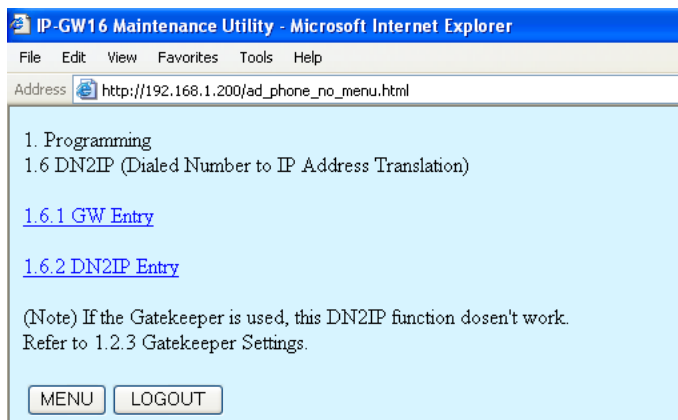 IP-GW16 Maintenance Utility - Microsoft Internet Explorer
File Edit View Favorites Tools Help
Address http://192.168.1.200/ad_phone_no_menu.html
1. Programming
1.6 DN2IP (Dialed Number to IP Address Translation)
1.6.1 GW Entry
1.6.2 DN2IP Entry
(Note) If the Gatekeeper is used, this DN2IP function dosen't work.
Refer to 1.2.3 Gatekeeper Settings.
MENU LOGOUT